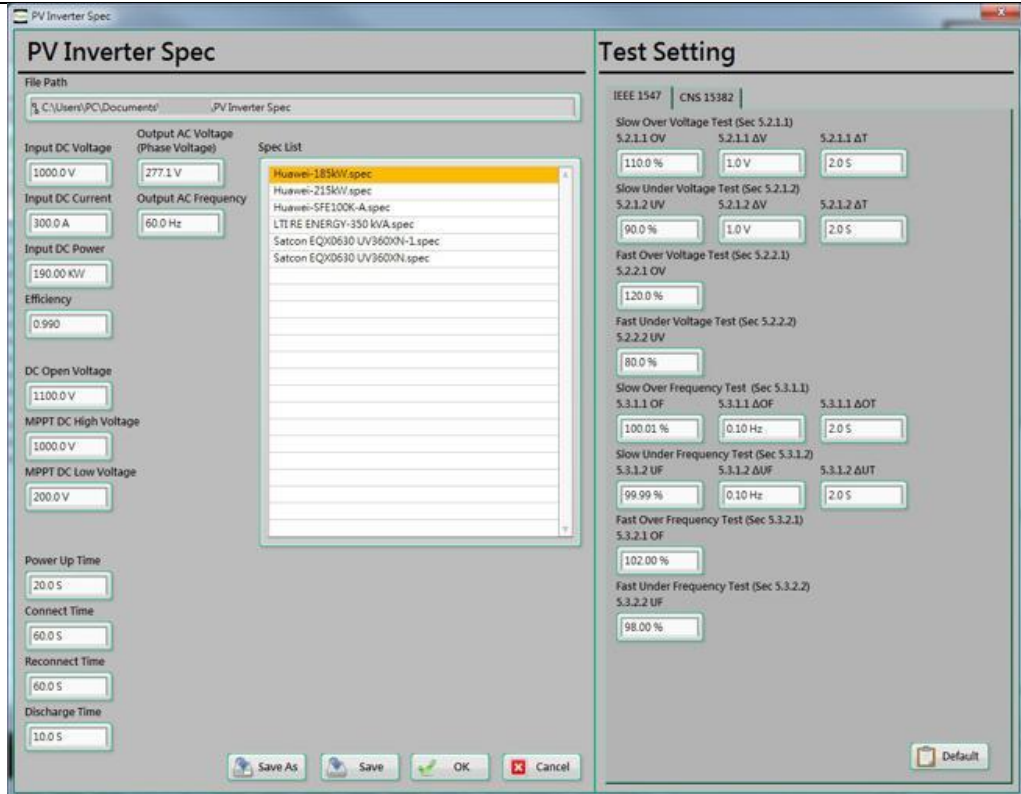 PV Inverter Spec
PV Inverter Spec
File Path
C:\Users\PC\Documents\ \PV Inverter Spec
Input DC Voltage
1000.0 V
Output AC Voltage
(Phase Voltage)
277.1 V
Input DC Current
300.0 A
Output AC Frequency
60.0 Hz
Input DC Power
190.00 KW
Efficiency
0.990
DC Open Voltage
1100.0 V
MPPT DC High Voltage
1000.0 V
MPPT DC Low Voltage
200.0 V
Power Up Time
20.0 S
Connect Time
60.0 S
Reconnect Time
60.0 S
Discharge Time
10.0 S
Spec List
Huawei-185kW.spec
Huawei-215kW.spec
Huawei-SFE100K-A.spec
LTI RE ENERGY-350 kVA.spec
Satcon EQX0630 UV360XN-1.spec
Satcon EQX0630 UV360XN.spec
Save As
Save
OK
Cancel
Test Setting
IEEE 1547
CNS 15382
Slow Over Voltage Test (Sec 5.2.1.1)
5.2.1.1 OV 5.2.1.1 ΔV 5.2.1.1 ΔT
110.0 % 1.0 V 2.0 S
Slow Under Voltage Test (Sec 5.2.1.2)
5.2.1.2 UV 5.2.1.2 ΔV 5.2.1.2 ΔT
90.0 % 1.0 V 2.0 S
Fast Over Voltage Test (Sec 5.2.2.1)
5.2.2.1 OV
120.0 %
Fast Under Voltage Test (Sec 5.2.2.2)
5.2.2.2 UV
80.0 %
Slow Over Frequency Test (Sec 5.3.1.1)
5.3.1.1 OF 5.3.1.1 ΔOF 5.3.1.1 ΔOT
100.01 % 0.10 Hz 2.0 S
Slow Under Frequency Test (Sec 5.3.1.2)
5.3.1.2 UF 5.3.1.2 ΔUF 5.3.1.2 ΔUT
99.99 % 0.10 Hz 2.0 S
Fast Over Frequency Test (Sec 5.3.2.1)
5.3.2.1 OF
102.00 %
Fast Under Frequency Test (Sec 5.3.2.2)
5.3.2.2 UF
98.00 %
Default